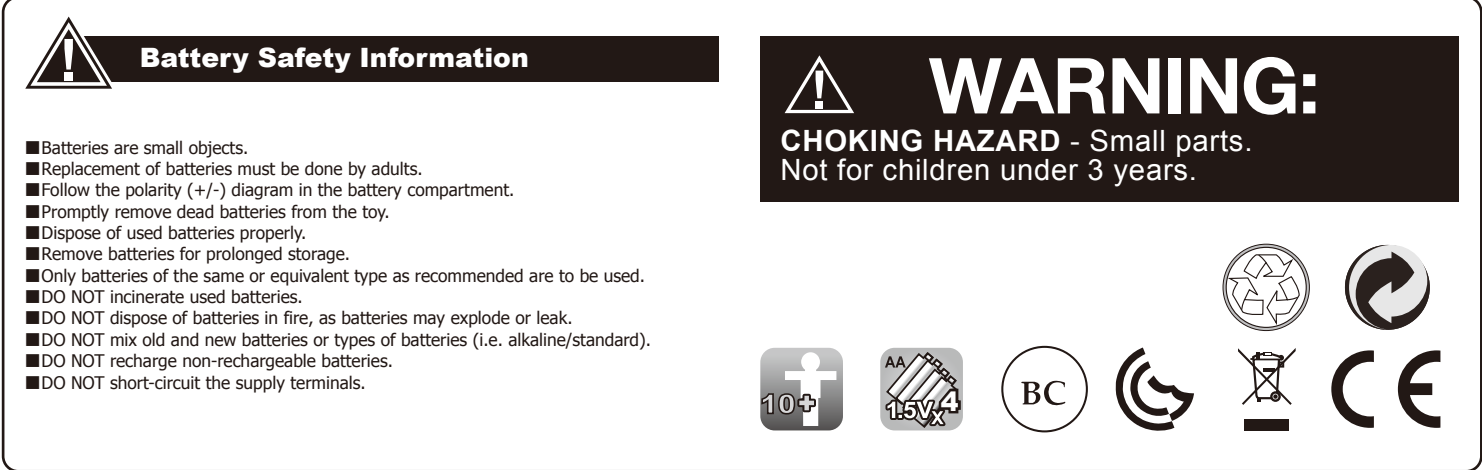 Battery Safety Information
■Batteries are small objects.
■Replacement of batteries must be done by adults.
■Follow the polarity (+/-) diagram in the battery compartment.
■Promptly remove dead batteries from the toy.
■Dispose of used batteries properly.
■Remove batteries for prolonged storage.
■Only batteries of the same or equivalent type as recommended are to be used.
■DO NOT incinerate used batteries.
■DO NOT dispose of batteries in fire, as batteries may explode or leak.
■DO NOT mix old and new batteries or types of batteries (i.e. alkaline/standard).
■DO NOT recharge non-rechargeable batteries.
■DO NOT short-circuit the supply terminals.
WARNING:
CHOKING HAZARD - Small parts.
Not for children under 3 years.
10+
AA
1.5Vx4
BC
CE